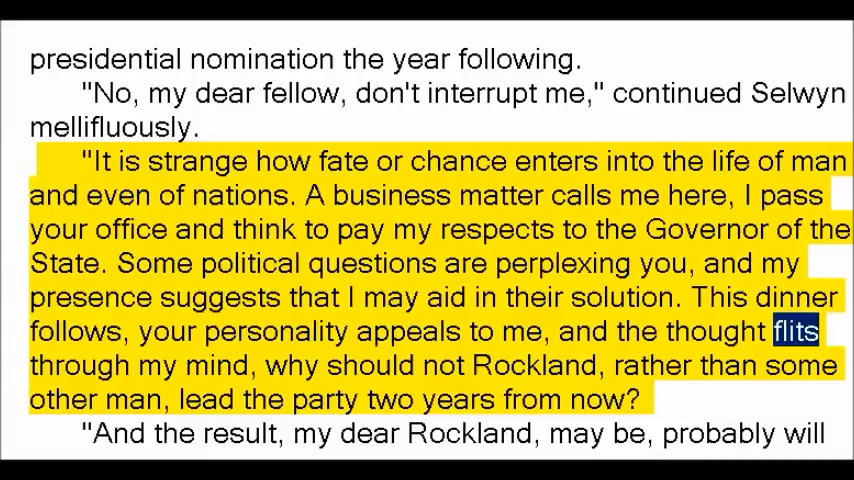 presidential nomination the year following.
"No, my dear fellow, don't interrupt me," continued Selwyn
mellifluously.
"It is strange how fate or chance enters into the life of man
and even of nations. A business matter calls me here, I pass
your office and think to pay my respects to the Governor of the
State. Some political questions are perplexing you, and my
presence suggests that I may aid in their solution. This dinner
follows, your personality appeals to me, and the thought flits
through my mind, why should not Rockland, rather than some
other man, lead the party two years from now?
"And the result, my dear Rockland, may be, probably will